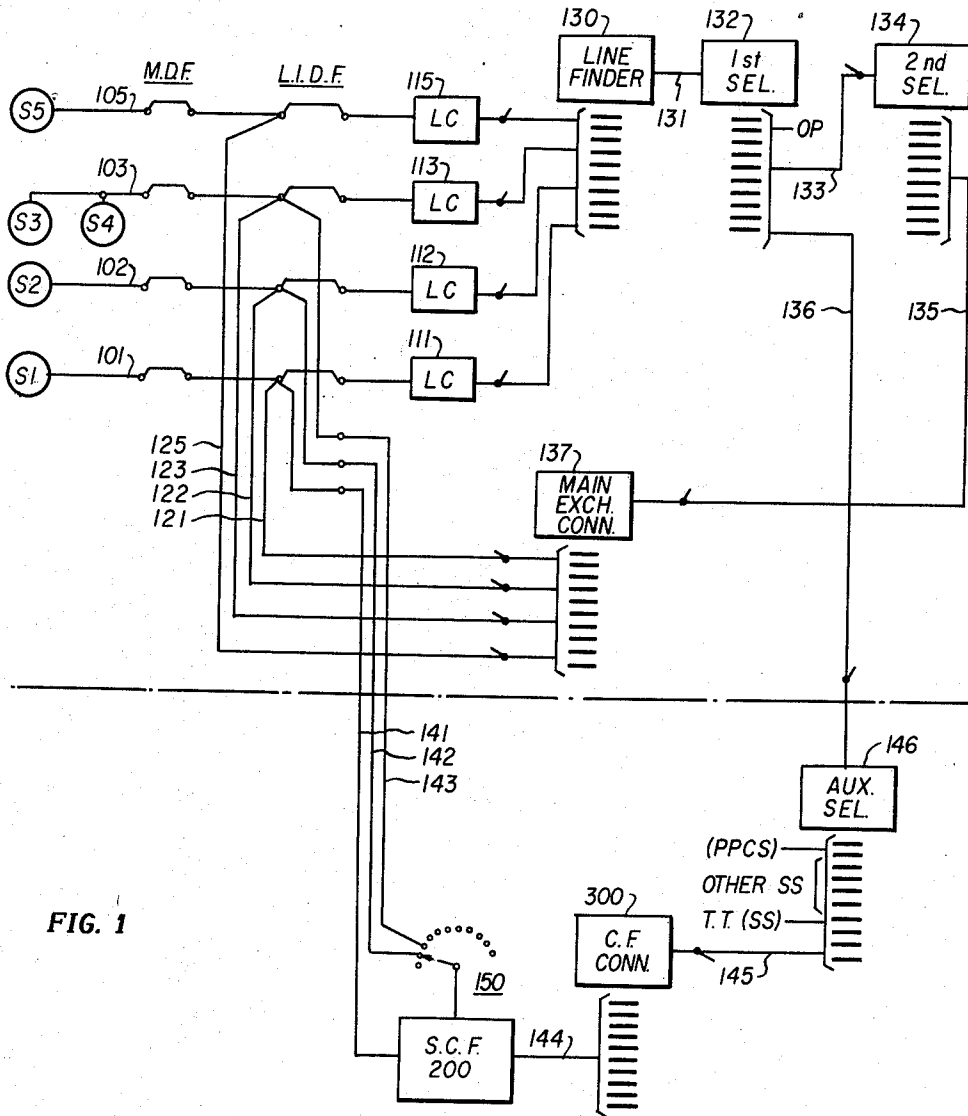 130
132
134
LINE
FINDER
1st
SEL.
2nd
SEL.
M.D.F.
L.I.D.F.
131
S5
105
115
LC
OP
133
S3
S4
103
113
LC
S2
102
112
LC
136
135
S1
101
111
LC
125
123
122
121
137
MAIN
EXCH.
CONN.
141
142
143
146
AUX.
SEL.
(PPCS)
OTHER SS
T.T. (SS)
FIG. 1
300
C.F.
CONN.
145
150
S.C.F.
200
144